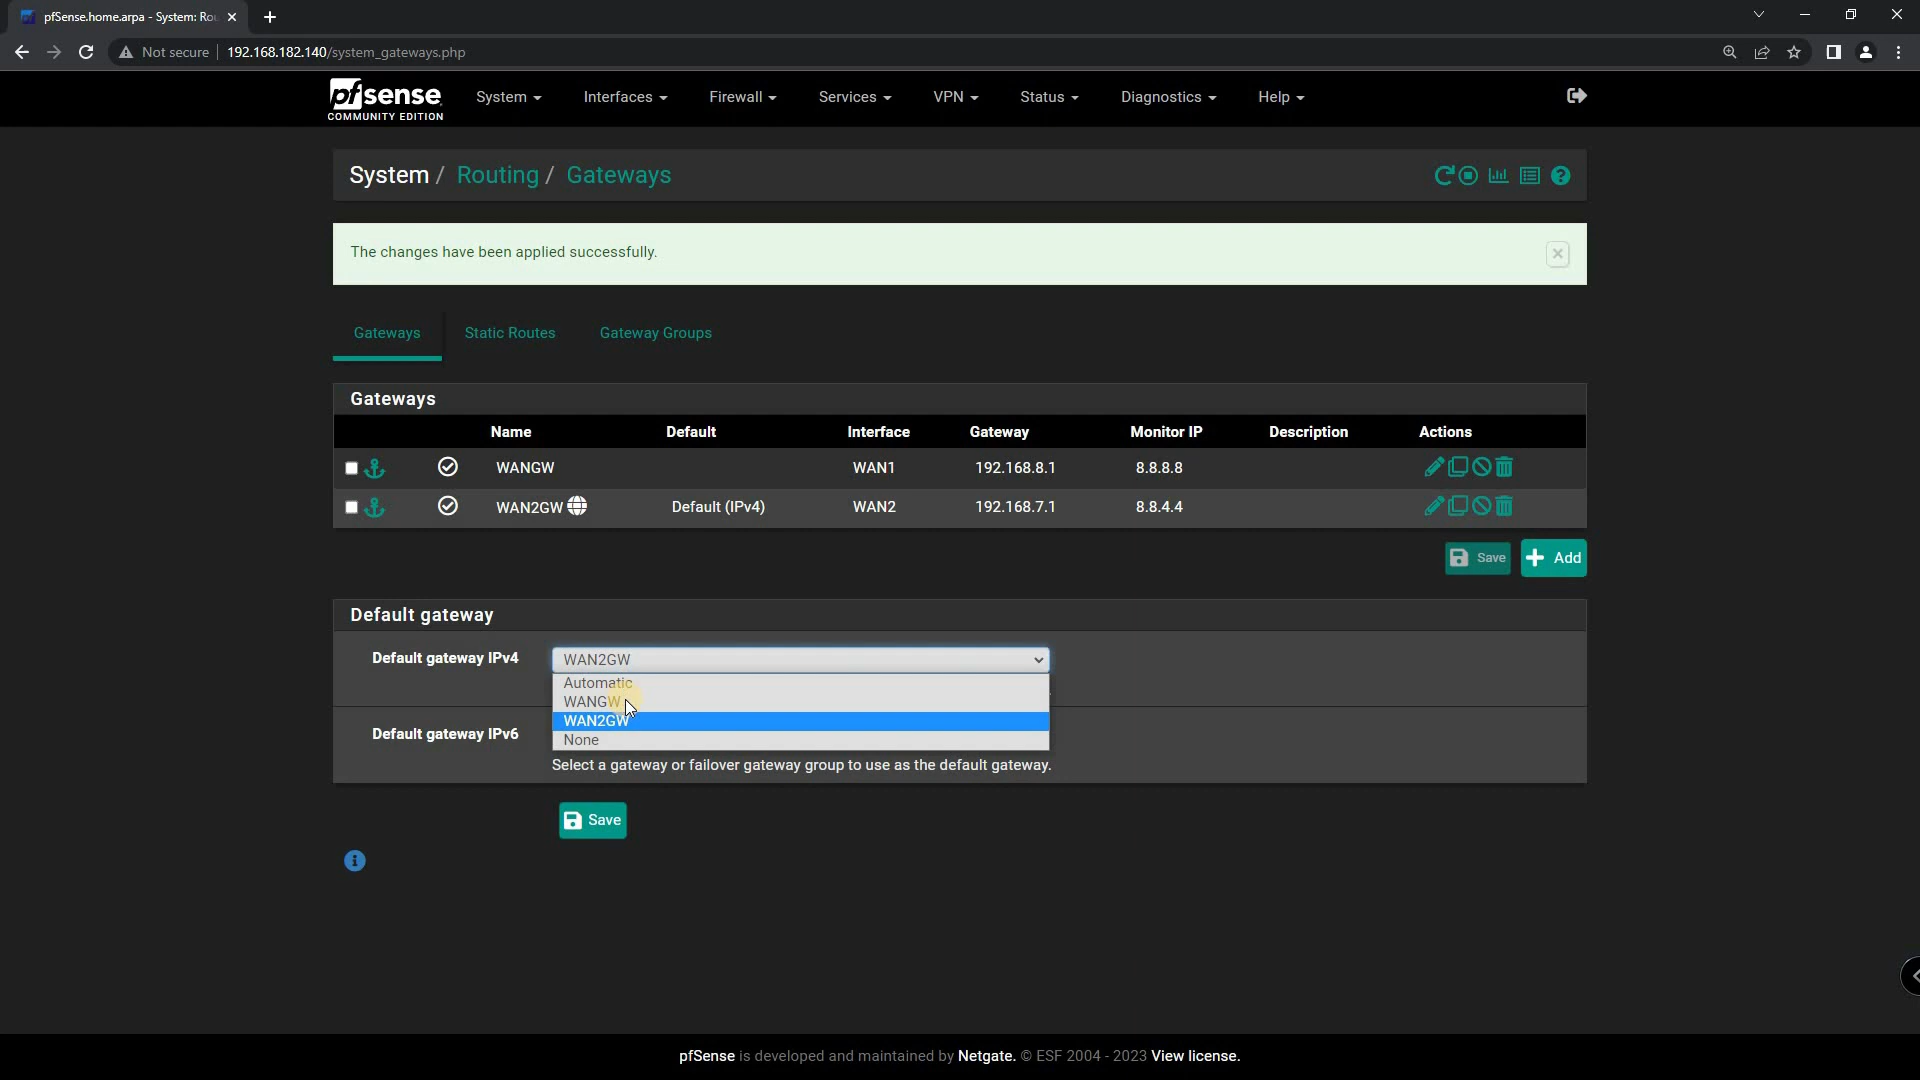 pfSense.home.arpa - System: Rou
Not secure 192.168.182.140/system_gateways.php
pfsense
COMMUNITY EDITION
System Interfaces Firewall Services VPN Status Diagnostics Help
System / Routing / Gateways
The changes have been applied successfully.
Gateways Static Routes Gateway Groups
Gateways
Name Default Interface Gateway Monitor IP Description Actions
WANGW WAN1 192.168.8.1 8.8.8.8
WAN2GW Default (IPv4) WAN2 192.168.7.1 8.8.4.4
Save Add
Default gateway
Default gateway IPv4 WAN2GW
Automatic
WANGW
WAN2GW
Default gateway IPv6
None
Select a gateway or failover gateway group to use as the default gateway.
Save
pfSense is developed and maintained by Netgate. © ESF 2004 - 2023 View license.